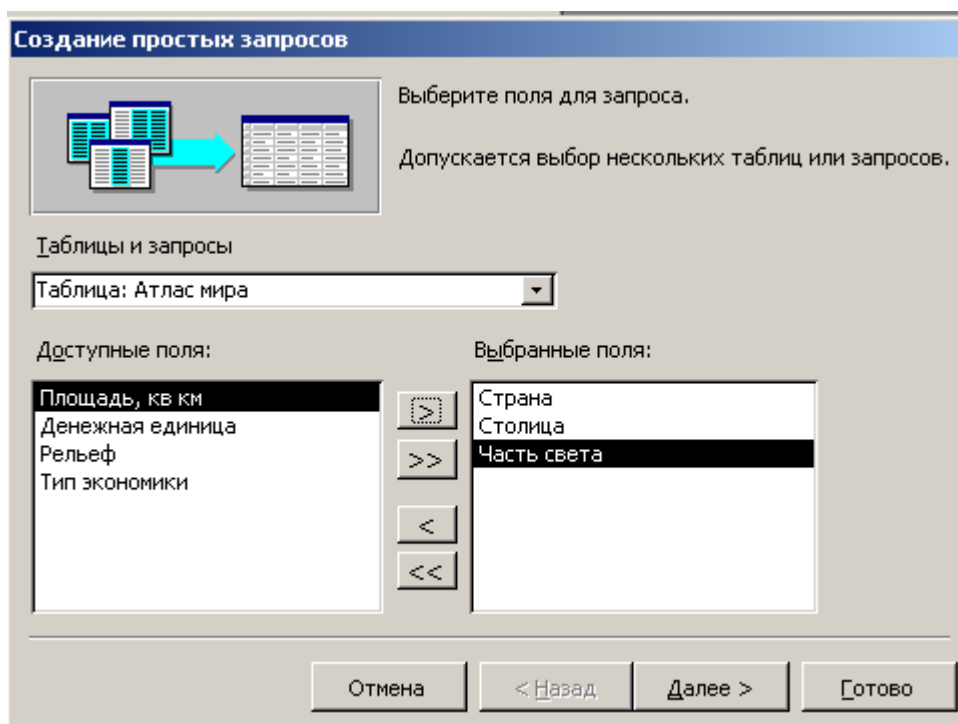 Создание простых запросов
Выберите поля для запроса.
Допускается выбор нескольких таблиц или запросов.
Таблицы и запросы
Таблица: Атлас мира
Доступные поля:
Площадь, кв км
Денежная единица
Рельеф
Тип экономики
>
>>
<
<<
Выбранные поля:
Страна
Столица
Часть света
Отмена
< Назад
Далее >
Готово